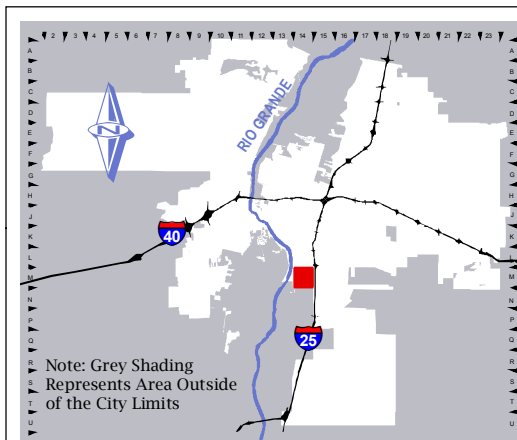 2 3 4 5 6 7 8 9 10 11 12 13 14 15 16 17 18 19 20 21 22 23
A A
B B
C C
D D
E E
F F
G G
H H
J J
K K
L L
M M
N N
P P
Q Q
R R
S S
T T
U U
N
RIO GRANDE
40
25
Note: Grey Shading
Represents Area Outside
of the City Limits